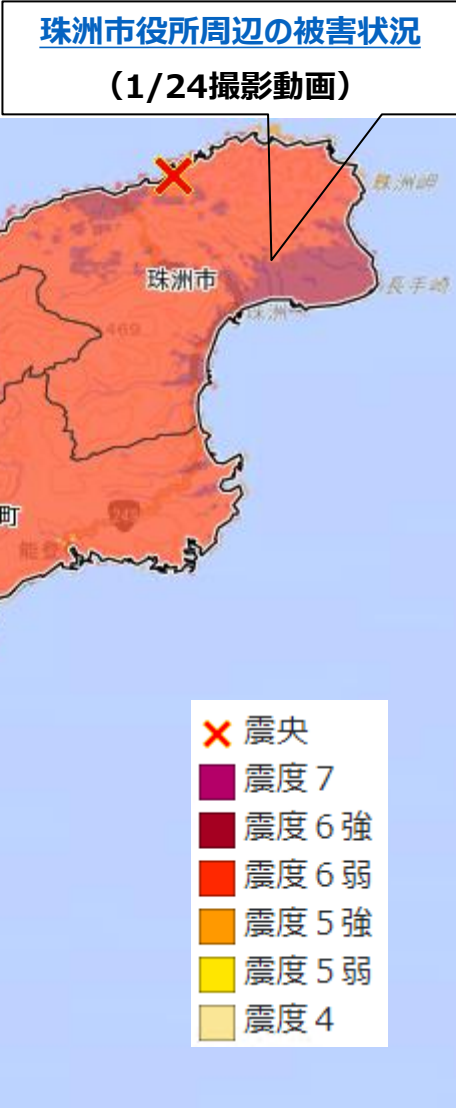 珠洲市役所周辺の被害状況
（1/24撮影動画）
珠洲岬
珠洲市
長手崎
珠洲
469
町
249
能登
震央
震度７
震度６強
震度６弱
震度５強
震度５弱
震度４